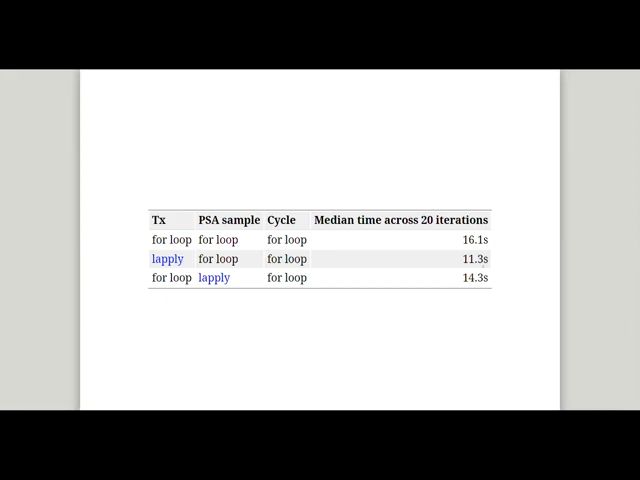 Tx PSA sample Cycle Median time across 20 iterations
for loop for loop for loop 16.1s
lapply for loop for loop 11.3s
for loop lapply for loop 14.3s